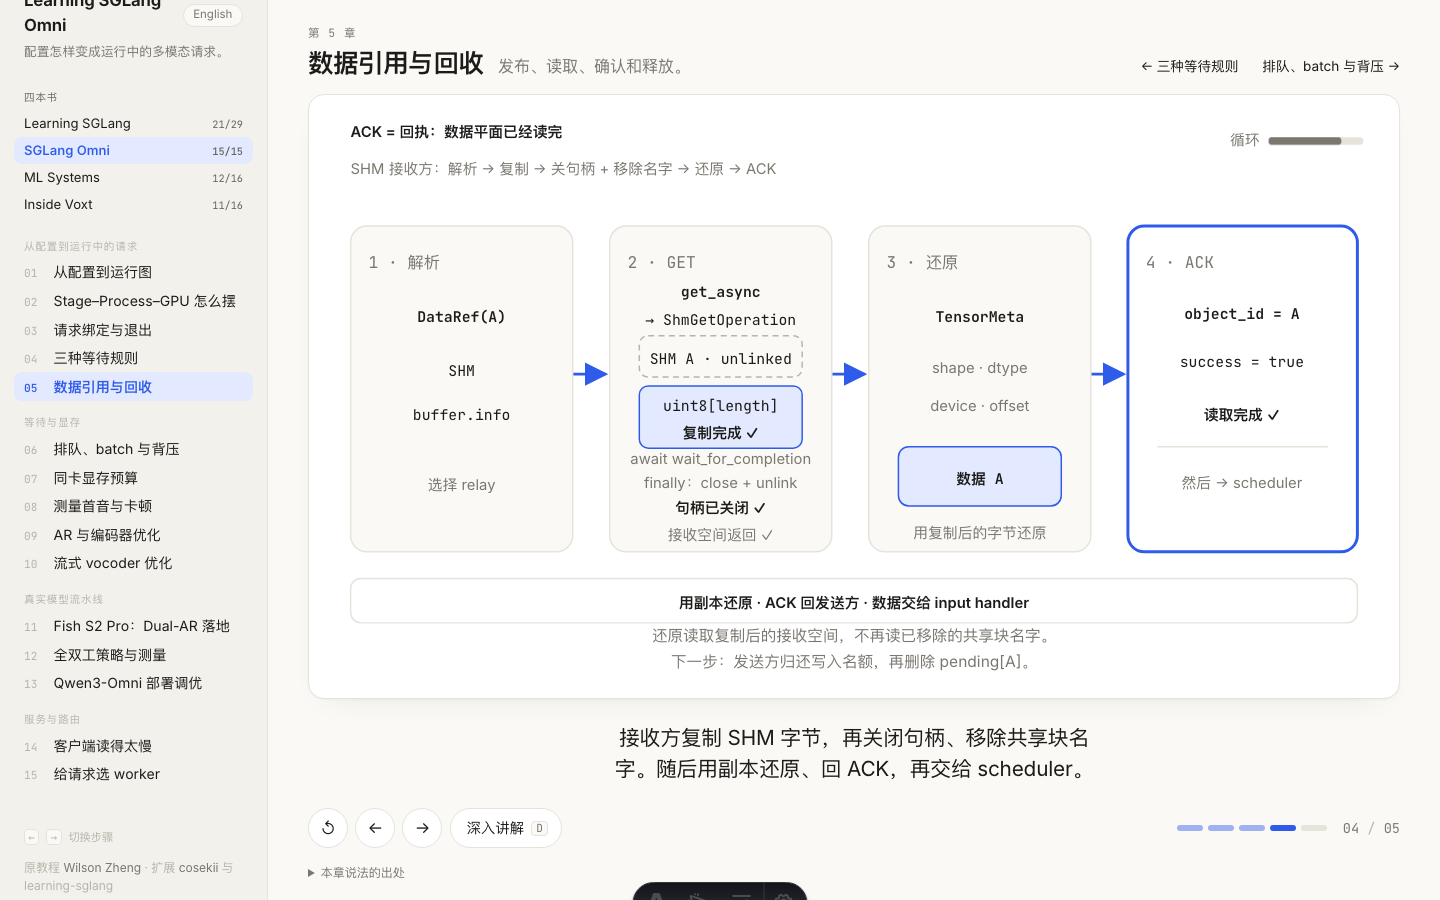 Learning SGLang
Omni
English
配置怎样变成运行中的多模态请求。
四本书
Learning SGLang 21/29
SGLang Omni 15/15
ML Systems 12/16
Inside Voxt 11/16
从配置到运行中的请求
01 从配置到运行图
02 Stage–Process–GPU 怎么摆
03 请求绑定与退出
04 三种等待规则
05 数据引用与回收
等待与显存
06 排队、batch 与背压
07 同卡显存预算
08 测量首音与卡顿
09 AR 与编码器优化
10 流式 vocoder 优化
真实模型流水线
11 Fish S2 Pro：Dual-AR 落地
12 全双工策略与测量
13 Qwen3-Omni 部署调优
服务与路由
14 客户端读得太慢
15 给请求选 worker
← → 切换步骤
原教程 Wilson Zheng · 扩展 cosekii 与
learning-sglang
第 5 章
数据引用与回收 发布、读取、确认和释放。
← 三种等待规则 排队、batch 与背压 →
ACK = 回执：数据平面已经读完
循环
SHM 接收方：解析 → 复制 → 关句柄 + 移除名字 → 还原 → ACK
1 · 解析
DataRef(A)
SHM
buffer.info
选择 relay
2 · GET
get_async
→ ShmGetOperation
SHM A · unlinked
uint8[length]
复制完成 ✓
await wait_for_completion
finally：close + unlink
句柄已关闭 ✓
接收空间返回 ✓
3 · 还原
TensorMeta
shape · dtype
device · offset
数据 A
用复制后的字节还原
4 · ACK
object_id = A
success = true
读取完成 ✓
然后 → scheduler
用副本还原 · ACK 回发送方 · 数据交给 input handler
还原读取复制后的接收空间，不再读已移除的共享块名字。
下一步：发送方归还写入名额，再删除 pending[A]。
接收方复制 SHM 字节，再关闭句柄、移除共享块名
字。随后用副本还原、回 ACK，再交给 scheduler。
深入讲解 D
04 / 05
▶ 本章说法的出处